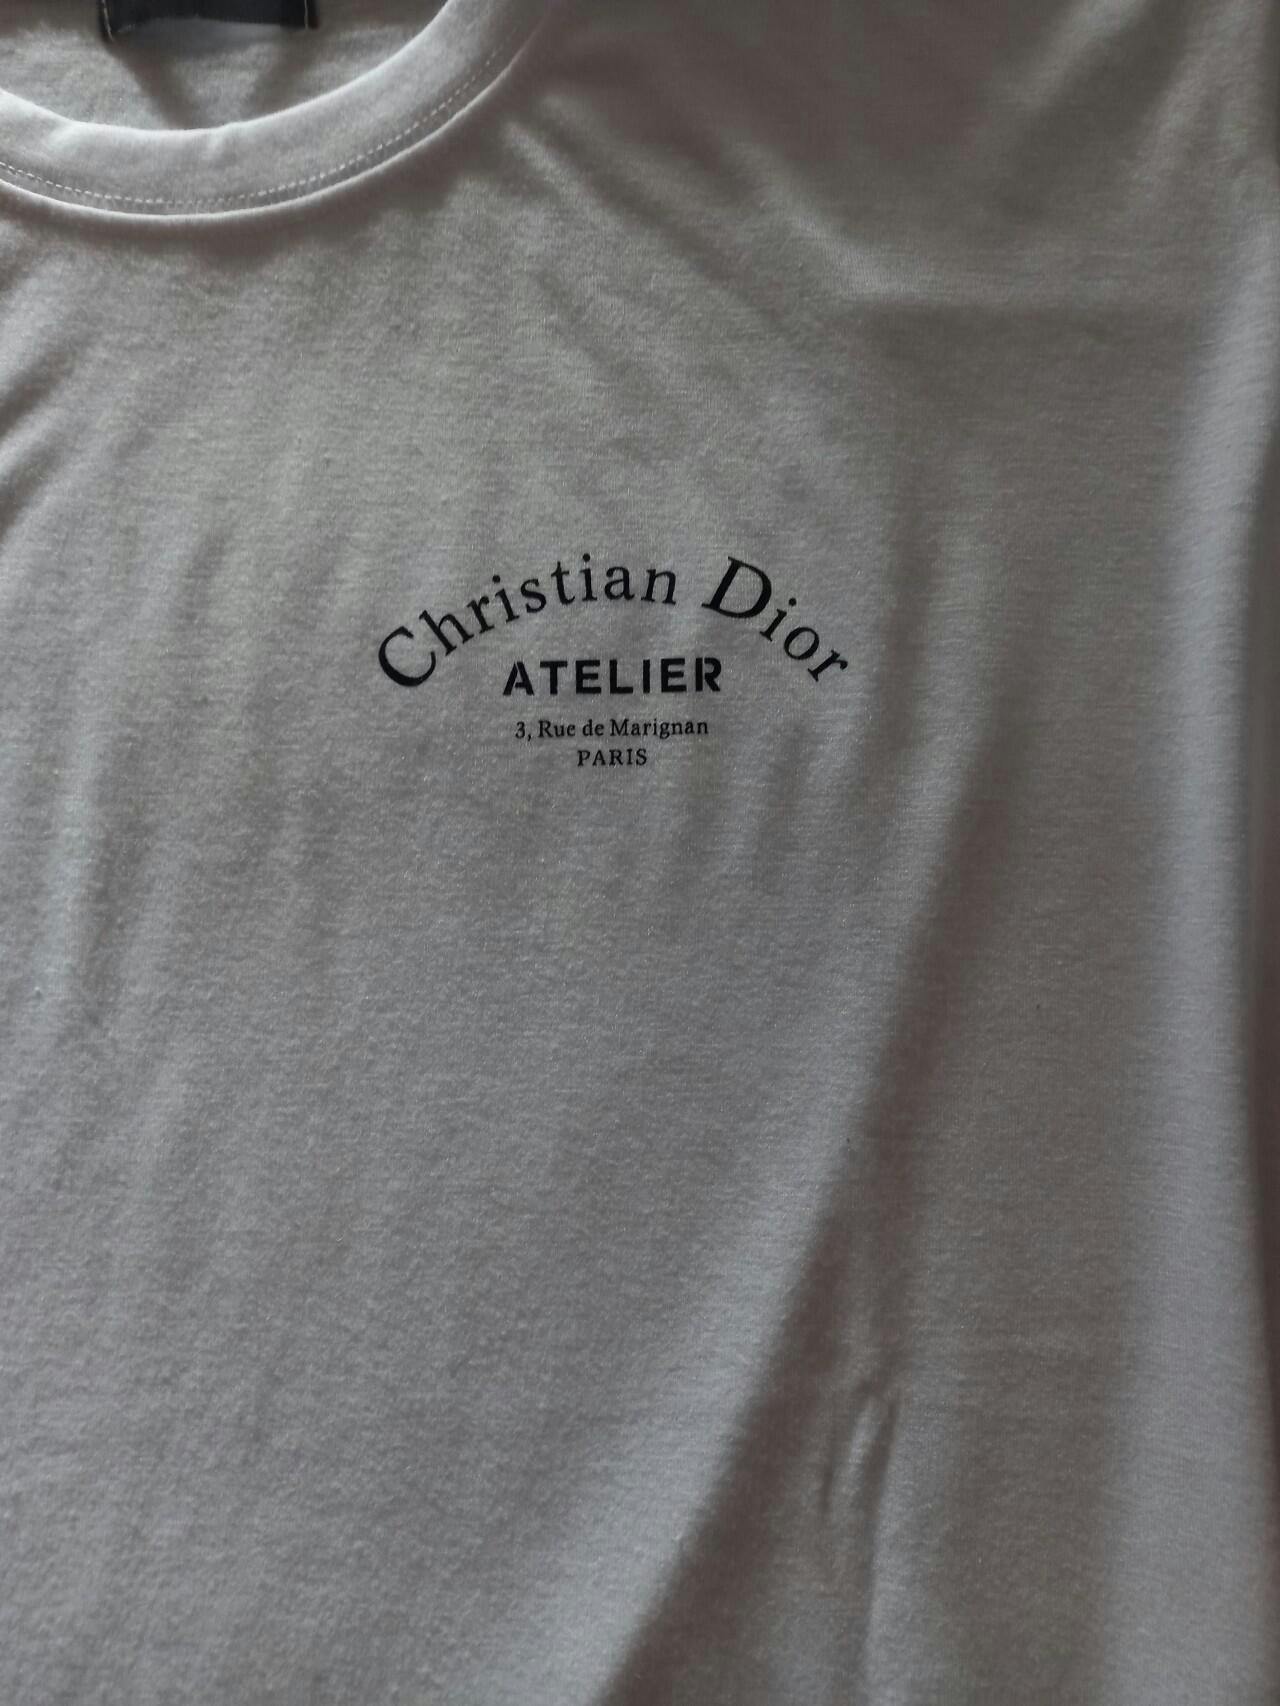 Christian Dior
ATELIER
3, Rue de Marignan
PARIS